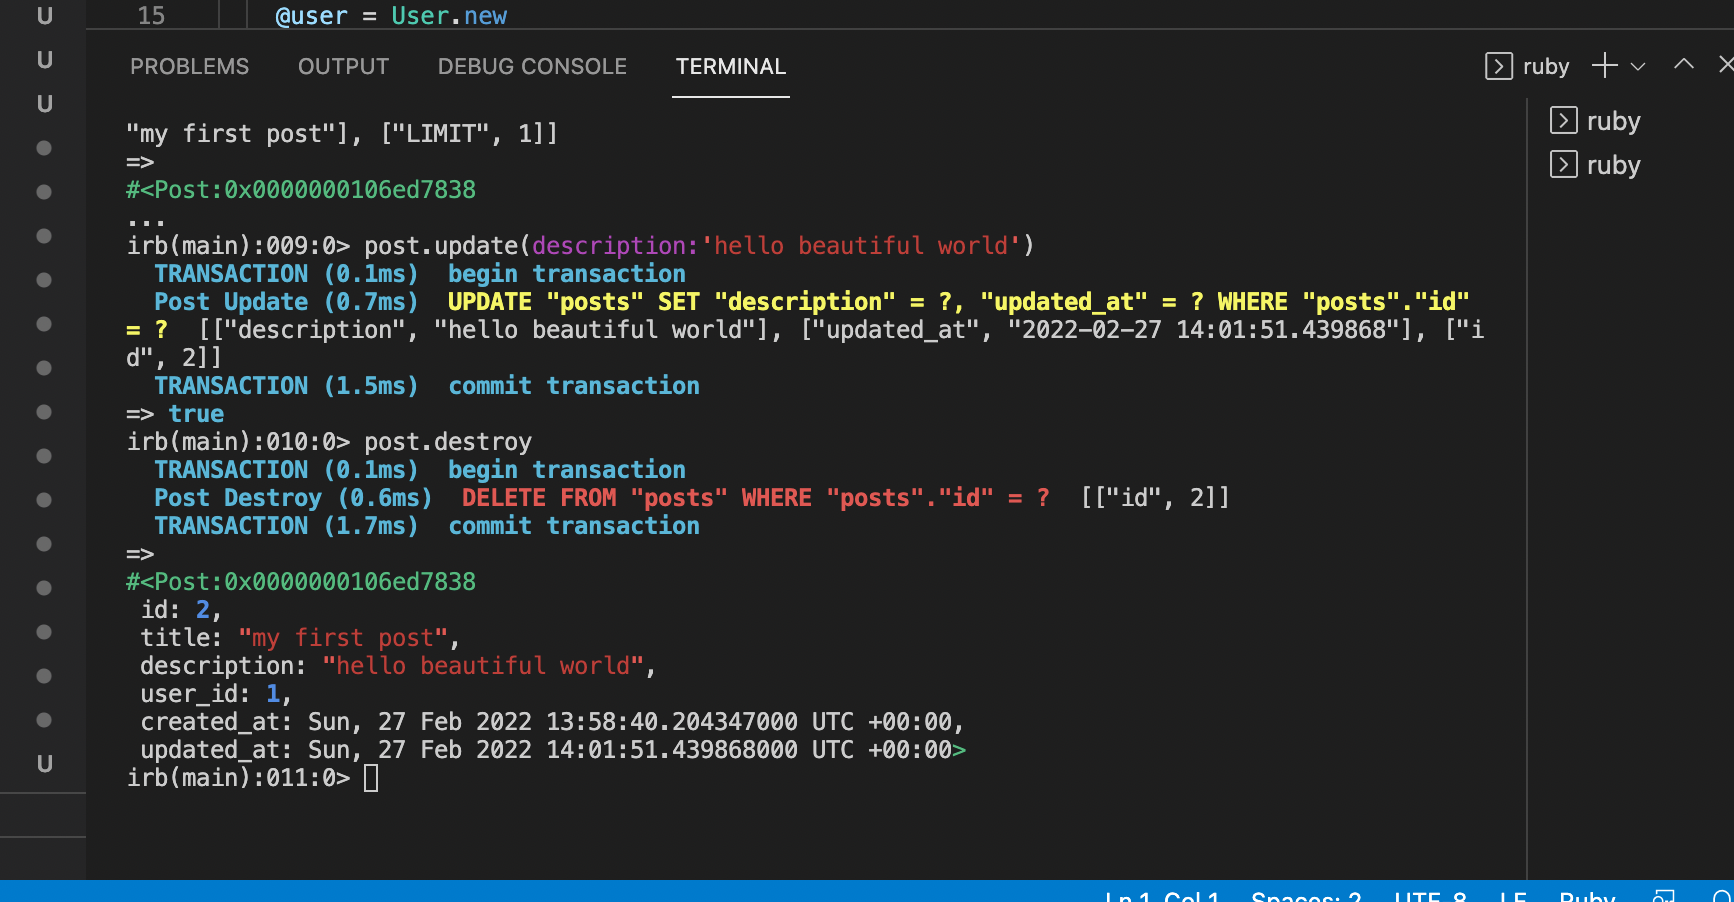 U
15 @user = User.new
U
PROBLEMS OUTPUT DEBUG CONSOLE TERMINAL ruby
U
ruby
"my first post"], ["LIMIT", 1]]
=>
ruby
#<Post:0x0000000106ed7838
...
irb(main):009:0> post.update(description:'hello beautiful world')
TRANSACTION (0.1ms) begin transaction
Post Update (0.7ms) UPDATE "posts" SET "description" = ?, "updated_at" = ? WHERE "posts"."id"
= ? [["description", "hello beautiful world"], ["updated_at", "2022-02-27 14:01:51.439868"], ["i
d", 2]]
TRANSACTION (1.5ms) commit transaction
=> true
irb(main):010:0> post.destroy
TRANSACTION (0.1ms) begin transaction
Post Destroy (0.6ms) DELETE FROM "posts" WHERE "posts"."id" = ? [["id", 2]]
TRANSACTION (1.7ms) commit transaction
=>
#<Post:0x0000000106ed7838
id: 2,
title: "my first post",
description: "hello beautiful world",
user_id: 1,
created_at: Sun, 27 Feb 2022 13:58:40.204347000 UTC +00:00,
updated_at: Sun, 27 Feb 2022 14:01:51.439868000 UTC +00:00>
U
irb(main):011:0>
Ln 1, Col 1 Spaces: 2 UTF-8 LF Ruby